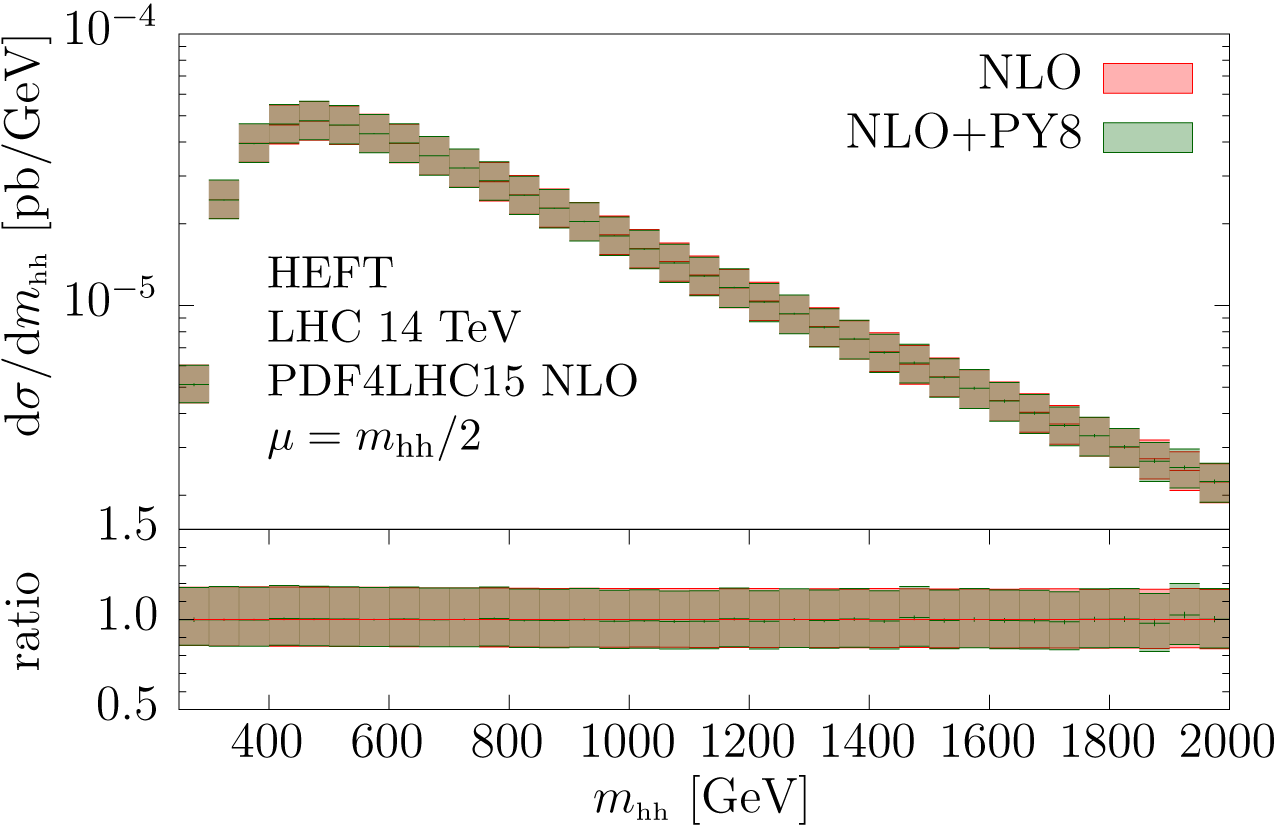 10⁻⁴
NLO
NLO+PY8
dσ/dm_hh [pb/GeV]
HEFT
10⁻⁵
LHC 14 TeV
PDF4LHC15 NLO
μ = m_hh/2
1.5
ratio
1.0
0.5
400 600 800 1000 1200 1400 1600 1800 2000
m_hh [GeV]